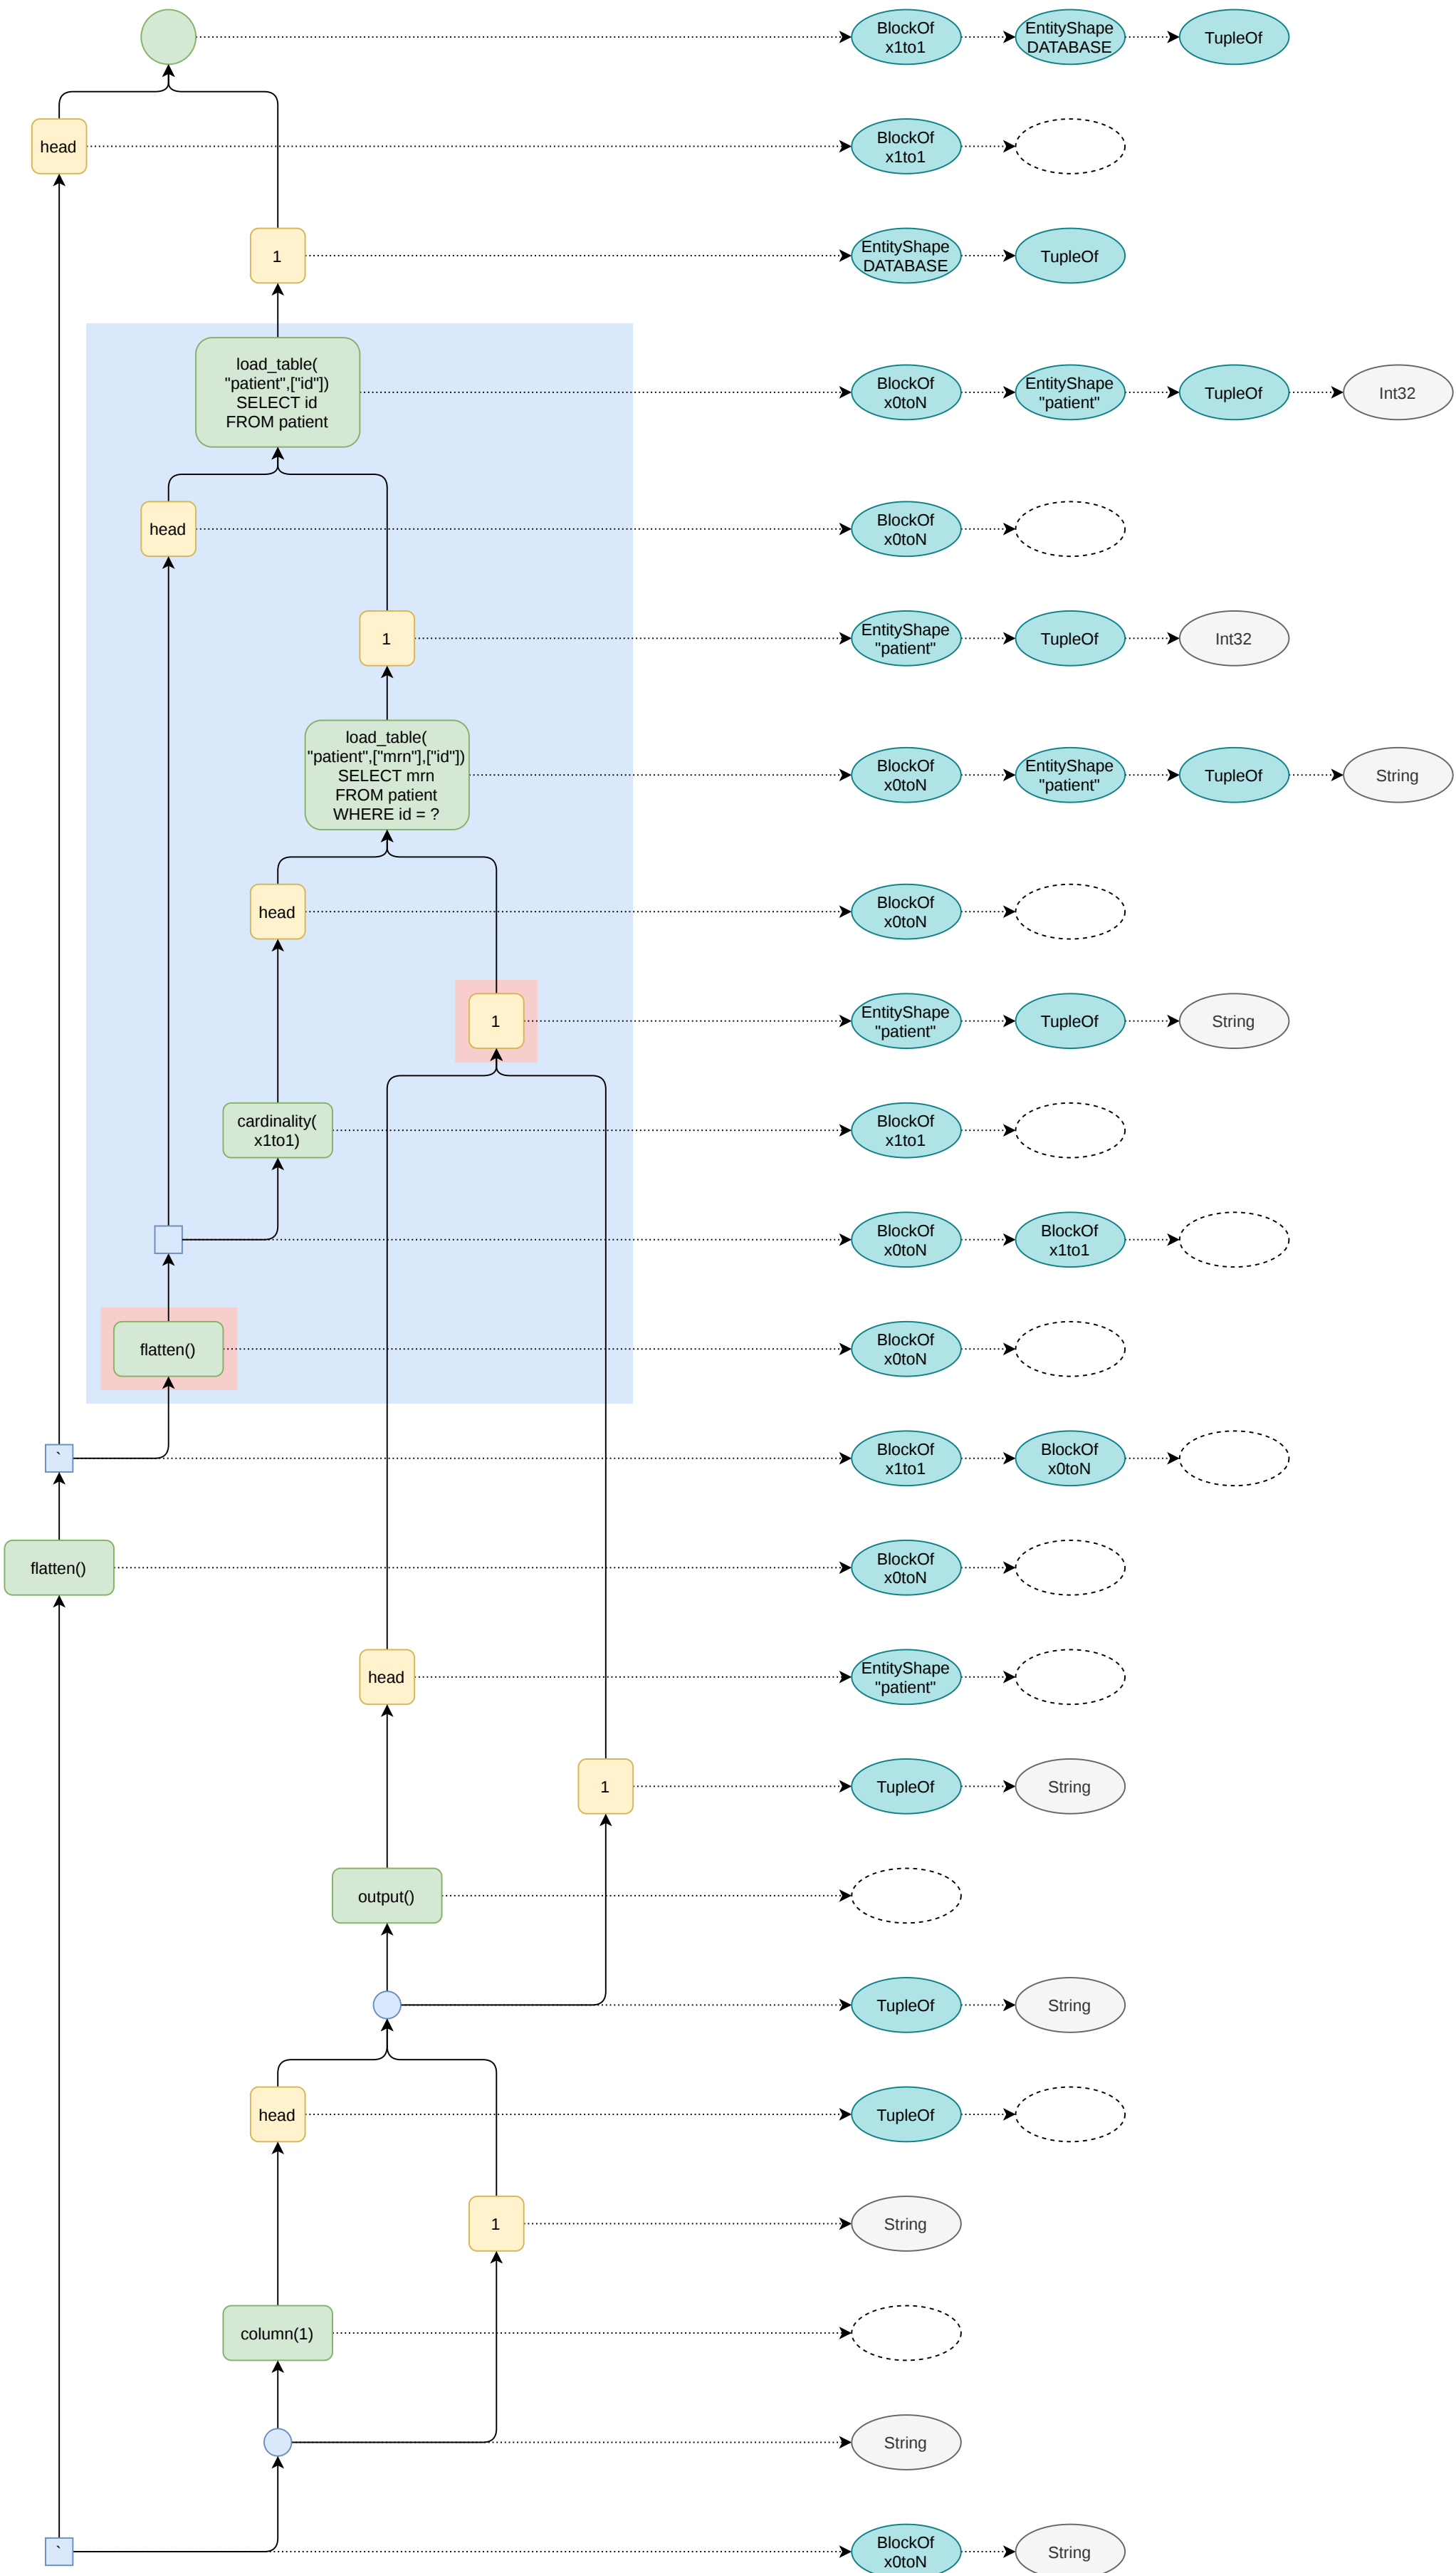 BlockOf
x1to1
EntityShape
DATABASE
TupleOf
head
BlockOf
x1to1
1
EntityShape
DATABASE
TupleOf
load_table(
"patient",["id"])
SELECT id
FROM patient
BlockOf
x0toN
EntityShape
"patient"
TupleOf
Int32
head
BlockOf
x0toN
1
EntityShape
"patient"
TupleOf
Int32
load_table(
"patient",["mrn"],["id"])
SELECT mrn
FROM patient
WHERE id = ?
BlockOf
x0toN
EntityShape
"patient"
TupleOf
String
head
BlockOf
x0toN
1
EntityShape
"patient"
TupleOf
String
cardinality(
x1to1)
BlockOf
x1to1
BlockOf
x0toN
BlockOf
x1to1
flatten()
BlockOf
x0toN
`
BlockOf
x1to1
BlockOf
x0toN
flatten()
BlockOf
x0toN
head
EntityShape
"patient"
1
TupleOf
String
output()
TupleOf
String
head
TupleOf
1
String
column(1)
String
`
BlockOf
x0toN
String